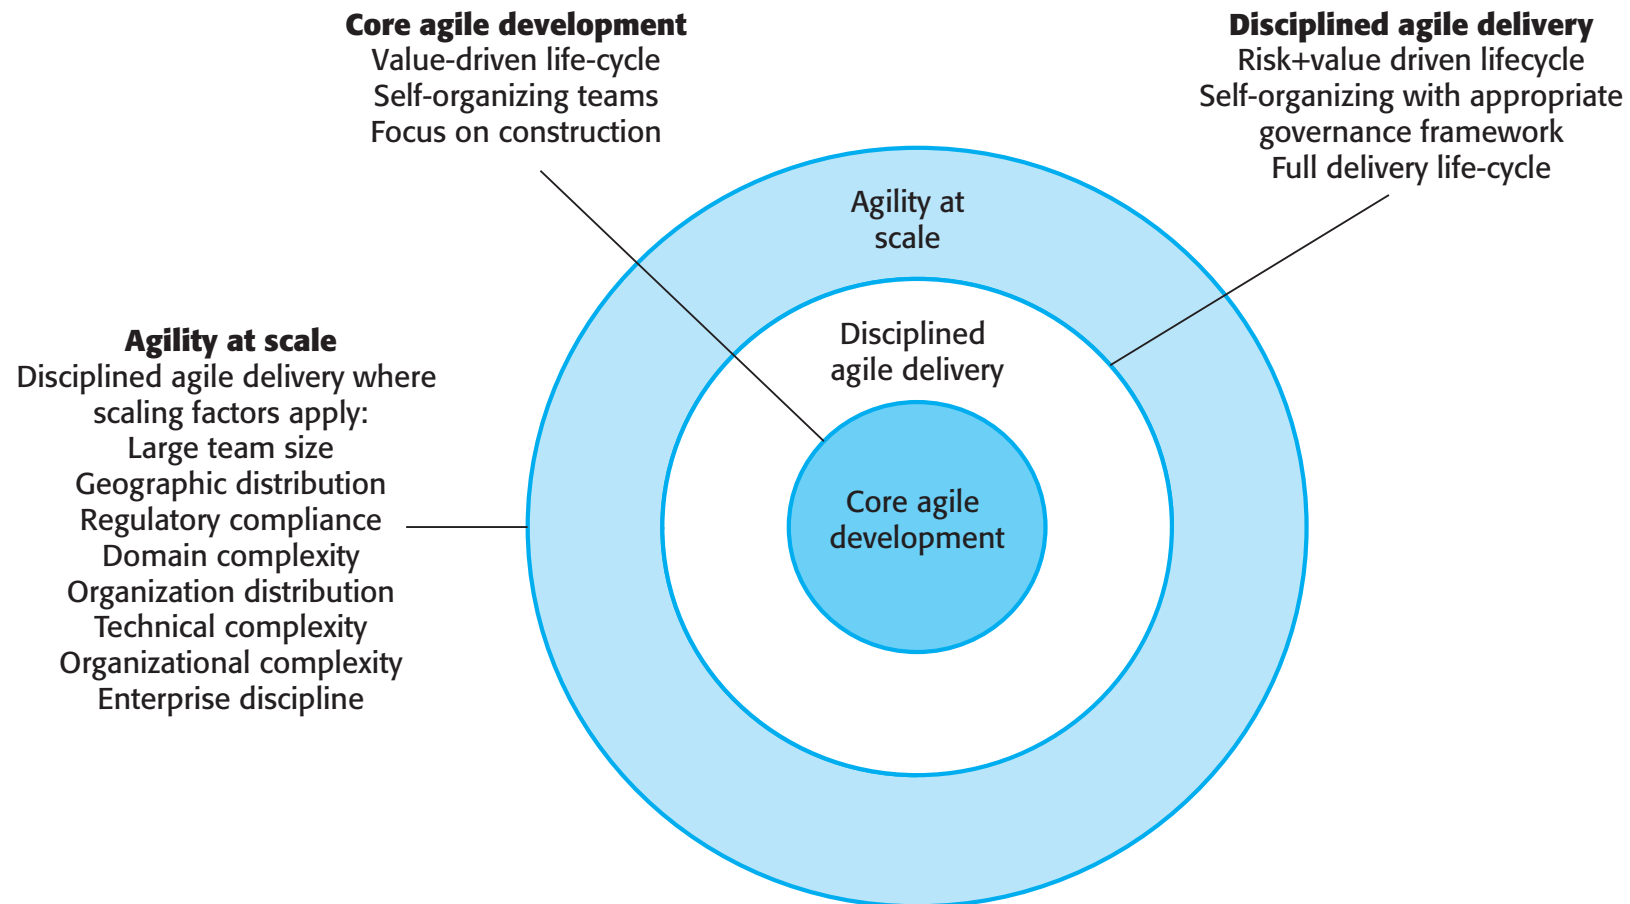 Core agile development
Value-driven life-cycle
Self-organizing teams
Focus on construction
Disciplined agile delivery
Risk+value driven lifecycle
Self-organizing with appropriate
governance framework
Full delivery life-cycle
Agility at scale
Disciplined agile delivery where
scaling factors apply:
Large team size
Geographic distribution
Regulatory compliance
Domain complexity
Organization distribution
Technical complexity
Organizational complexity
Enterprise discipline
Agility at
scale
Disciplined
agile delivery
Core agile
development